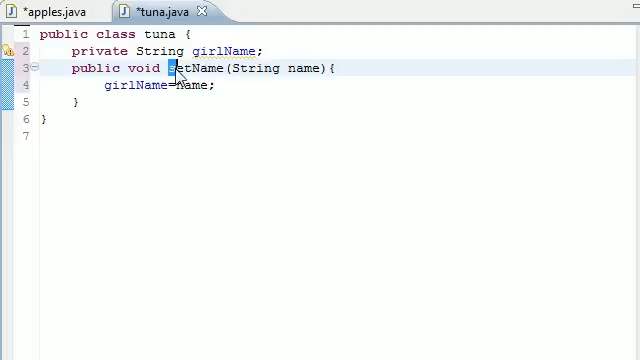 *apples.java *tuna.java
1 public class tuna {
2 private String girlName;
3 public void setName(String name){
4 girlName=name;
5 }
6 }
7